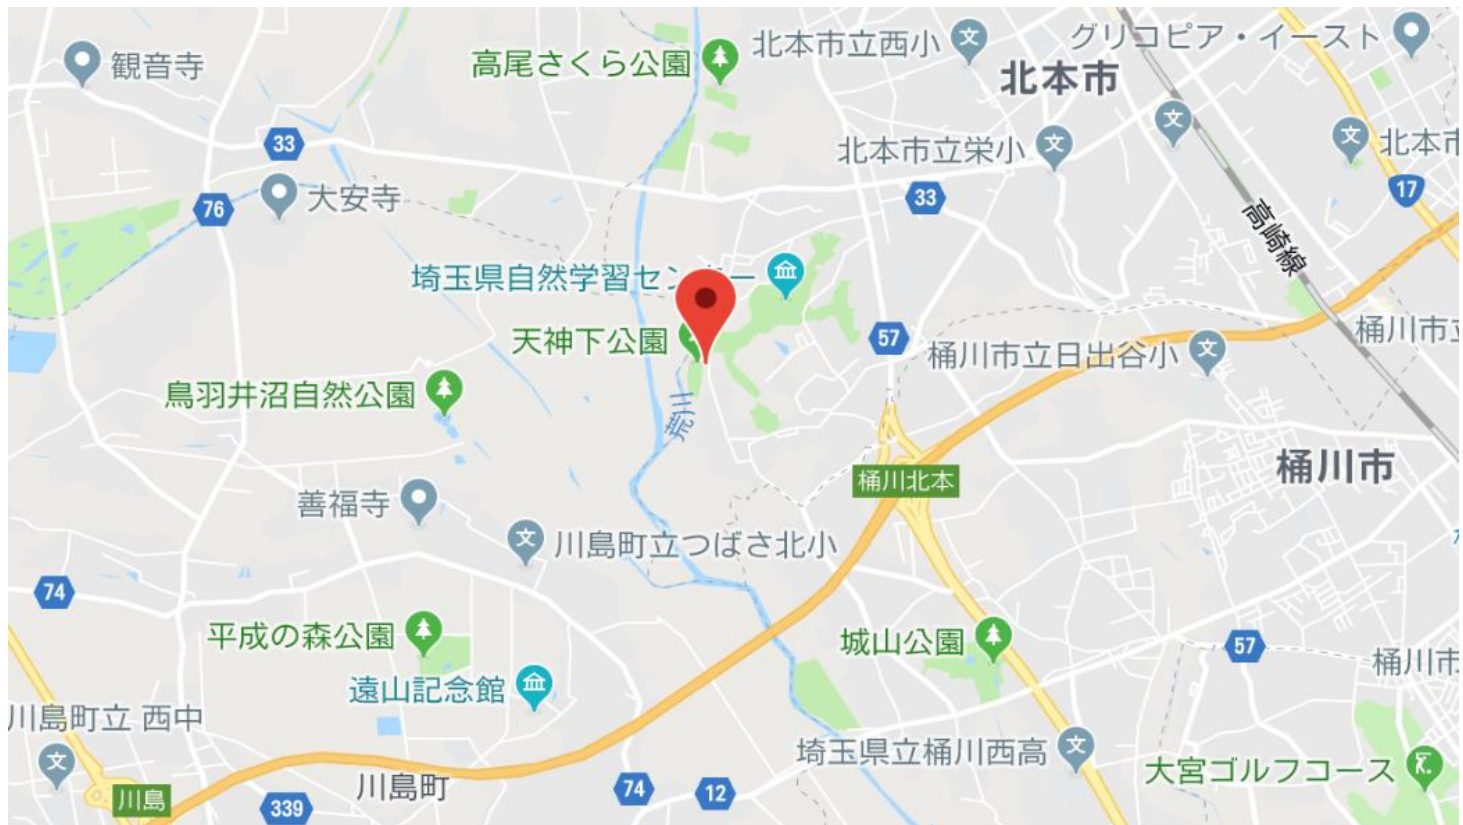 北本市立西小
グリコピア・イースト
高尾さくら公園
観音寺
北本市
33
北本市立栄小
北本市
76
大安寺
33
17
高崎線
埼玉県自然学習センター
天神下公園
57
桶川市立日出谷小
桶川市立
鳥羽井沼自然公園
荒川
桶川北本
桶川市
善福寺
川島町立つばさ北小
74
平成の森公園
城山公園
57
桶川市
遠山記念館
川島町立 西中
埼玉県立桶川西高
大宮ゴルフコース
川島町
川島
339
74
12